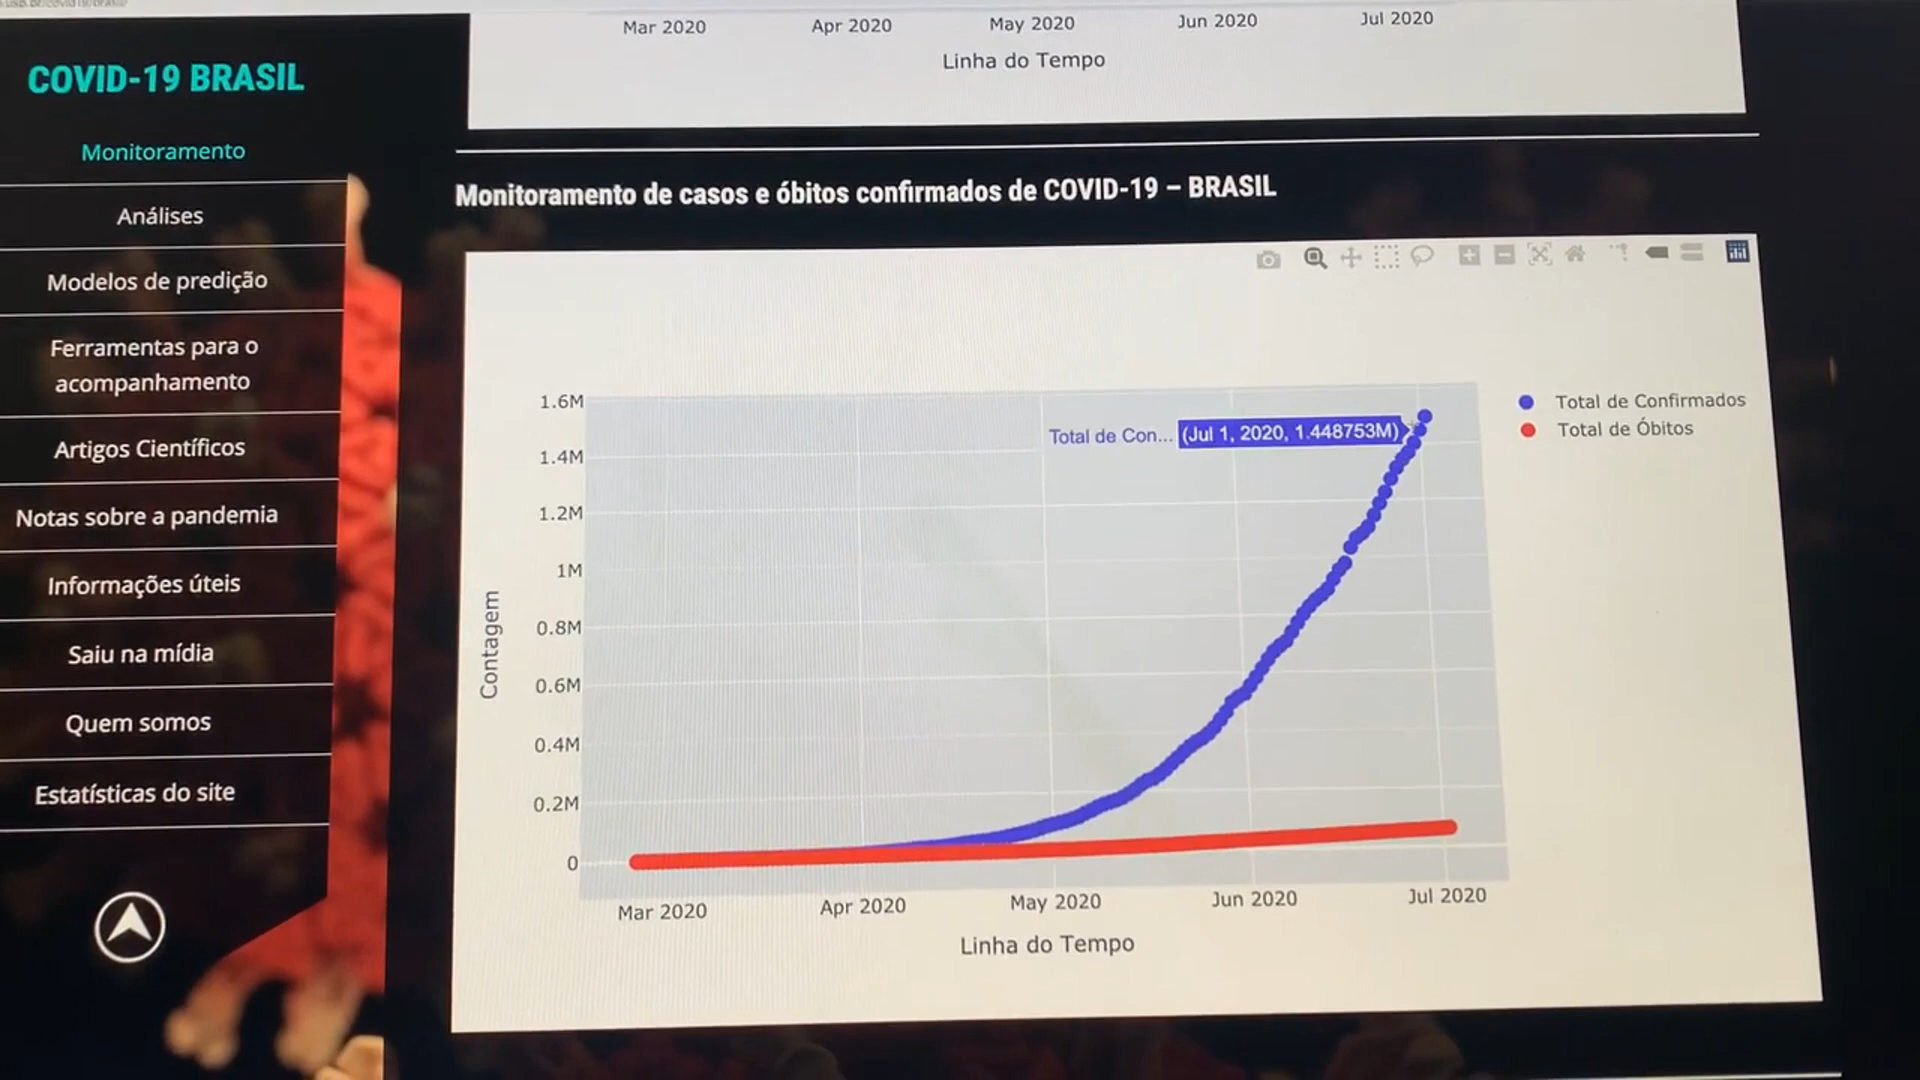 Mar 2020 Apr 2020 May 2020 Jun 2020 Jul 2020
Linha do Tempo
COVID-19 BRASIL
Monitoramento
Análises
Modelos de predição
Ferramentas para o
acompanhamento
Artigos Científicos
Notas sobre a pandemia
Informações úteis
Saiu na mídia
Quem somos
Estatísticas do site
Monitoramento de casos e óbitos confirmados de COVID-19 – BRASIL
1.6M
1.4M
1.2M
1M
0.8M
0.6M
0.4M
0.2M
0
Contagem
Total de Con... (Jul 1, 2020, 1.448753M)
Total de Confirmados
Total de Óbitos
Mar 2020 Apr 2020 May 2020 Jun 2020 Jul 2020
Linha do Tempo